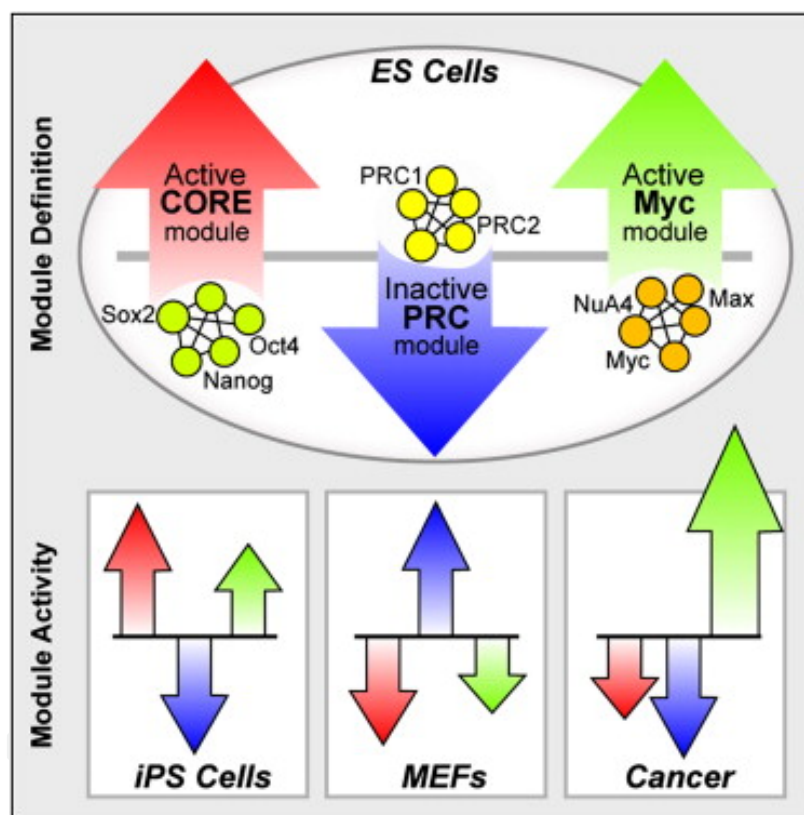 ES Cells
Module Definition
Active
CORE
module
PRC1
PRC2
Active
Myc
module
Inactive
PRC
module
Sox2
Oct4
Nanog
NuA4
Max
Myc
Module Activity
iPS Cells
MEFs
Cancer